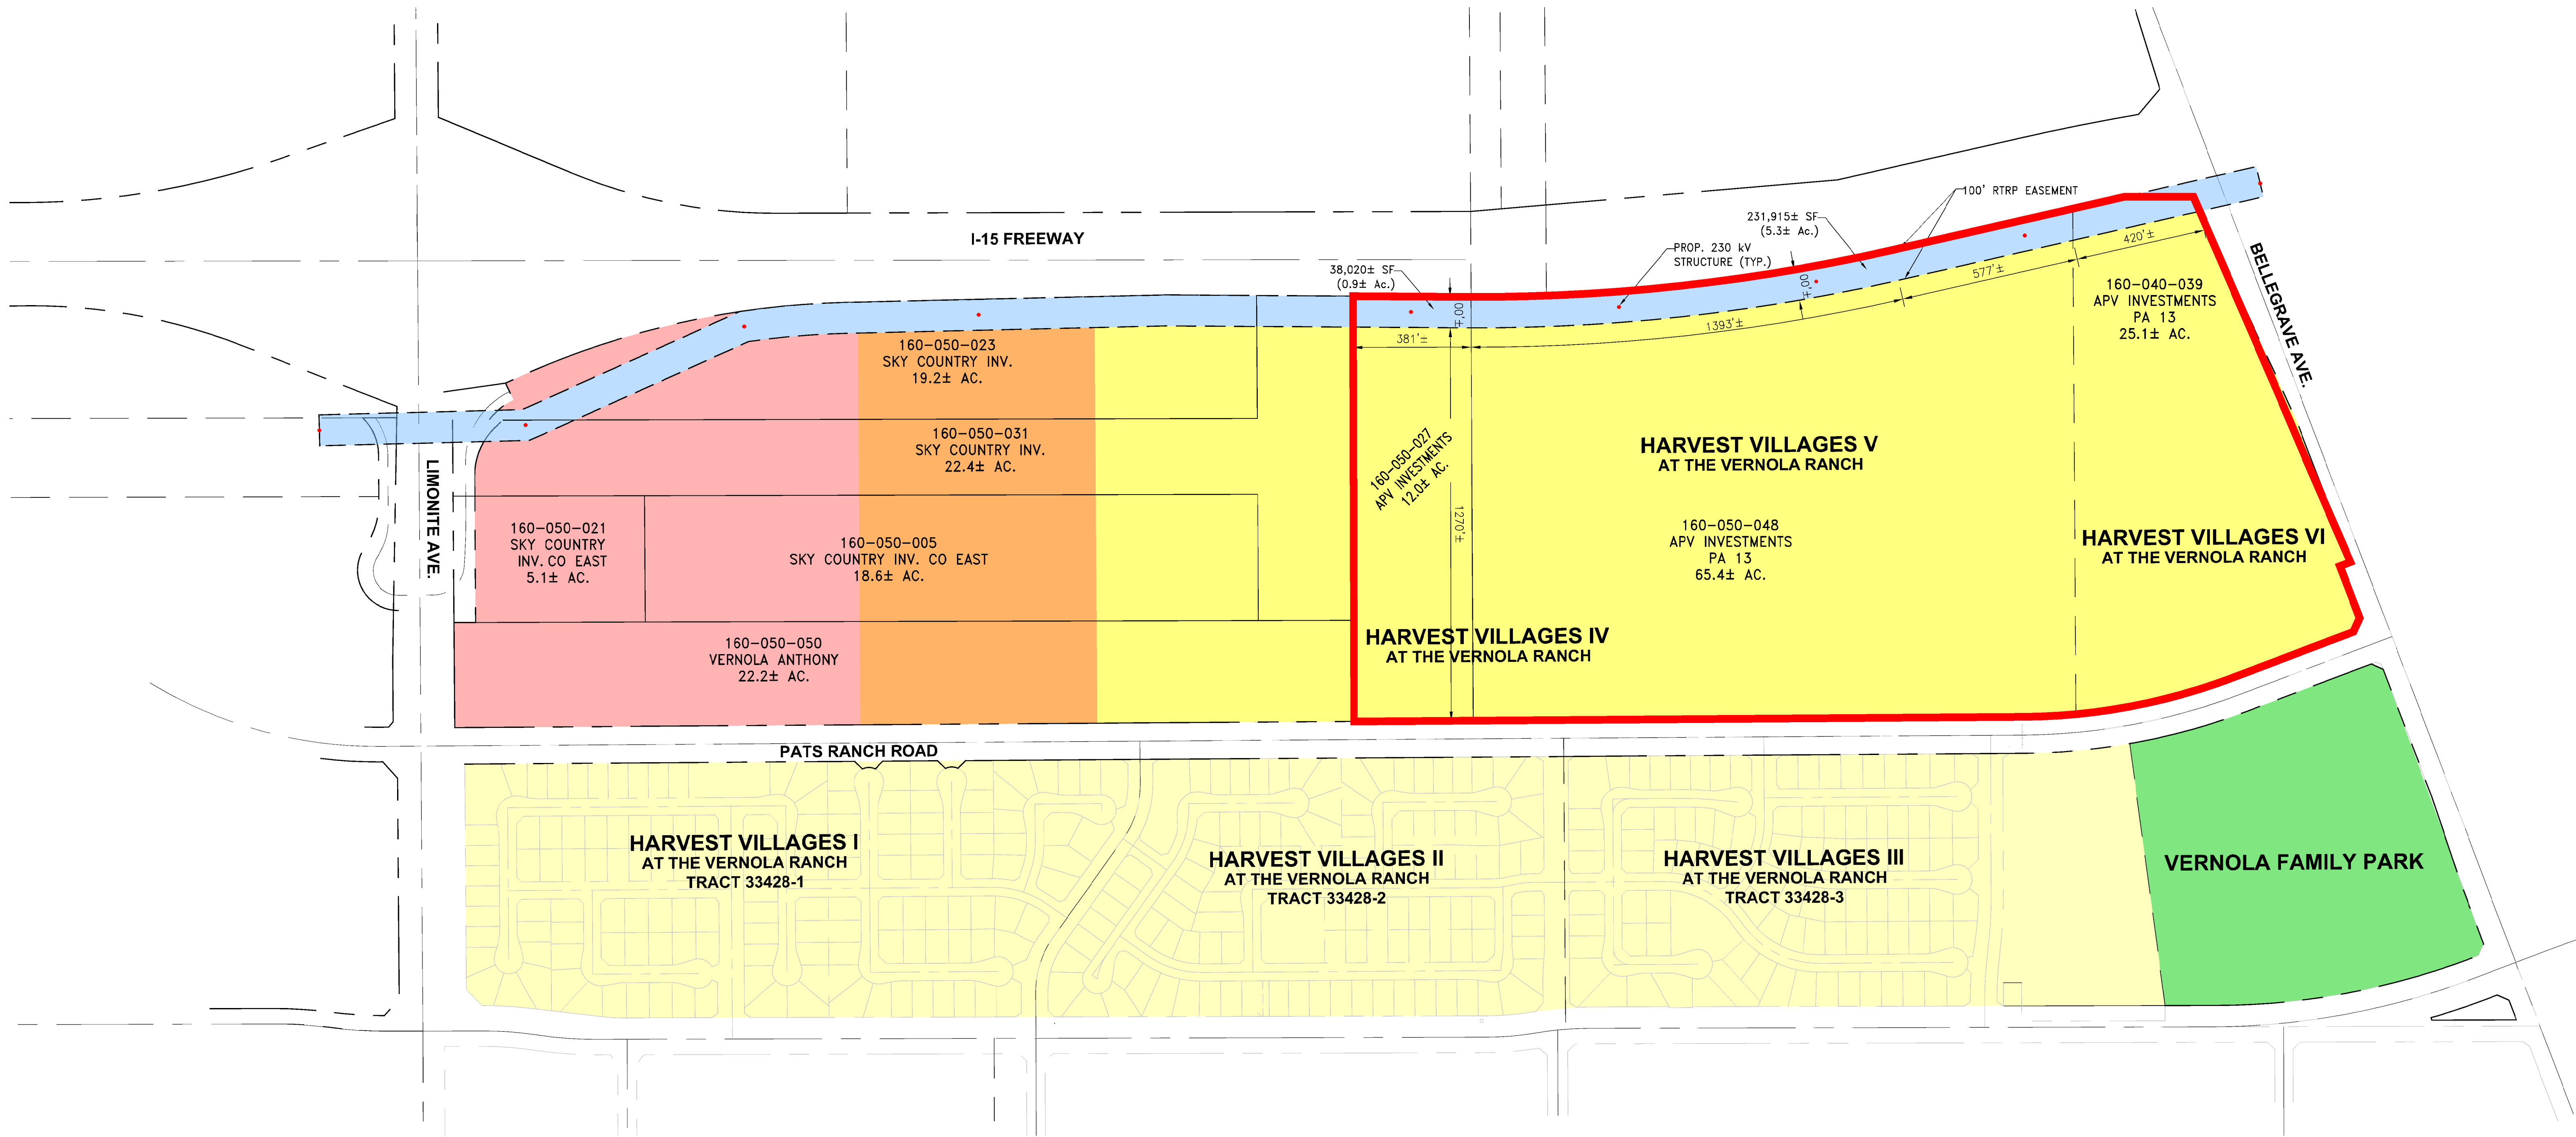 I-15 FREEWAY
100' RTRP EASEMENT
231,915± SF
(5.3± Ac.)
PROP. 230 kV
STRUCTURE (TYP.)
38,020± SF
(0.9± Ac.)
100'±
100'±
420'±
577'±
1393'±
381'±
1270'±
BELLEGRAVE AVE.
LIMONITE AVE.
160-040-039
APV INVESTMENTS
PA 13
25.1± AC.
160-050-023
SKY COUNTRY INV.
19.2± AC.
160-050-031
SKY COUNTRY INV.
22.4± AC.
160-050-021
SKY COUNTRY
INV. CO EAST
5.1± AC.
160-050-005
SKY COUNTRY INV. CO EAST
18.6± AC.
160-050-050
VERNOLA ANTHONY
22.2± AC.
160-050-027
APV INVESTMENTS
12.0± AC.
HARVEST VILLAGES V
AT THE VERNOLA RANCH
160-050-048
APV INVESTMENTS
PA 13
65.4± AC.
HARVEST VILLAGES VI
AT THE VERNOLA RANCH
HARVEST VILLAGES IV
AT THE VERNOLA RANCH
PATS RANCH ROAD
HARVEST VILLAGES I
AT THE VERNOLA RANCH
TRACT 33428-1
HARVEST VILLAGES II
AT THE VERNOLA RANCH
TRACT 33428-2
HARVEST VILLAGES III
AT THE VERNOLA RANCH
TRACT 33428-3
VERNOLA FAMILY PARK